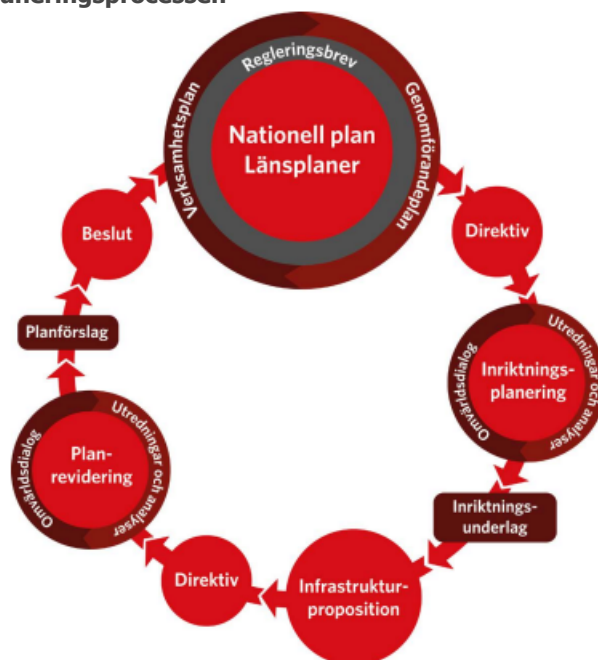 uneringsprocessen
Regleringsbrev
Verksamhetsplan
Genomförandeplan
Nationell plan
Länsplaner
Direktiv
Utredningar och analyser
Omvärldsdialog
Inriktnings-
planering
Inriktnings-
underlag
Infrastruktur-
proposition
Direktiv
Utredningar och analyser
Omvärldsdialog
Plan-
revidering
Planförslag
Beslut